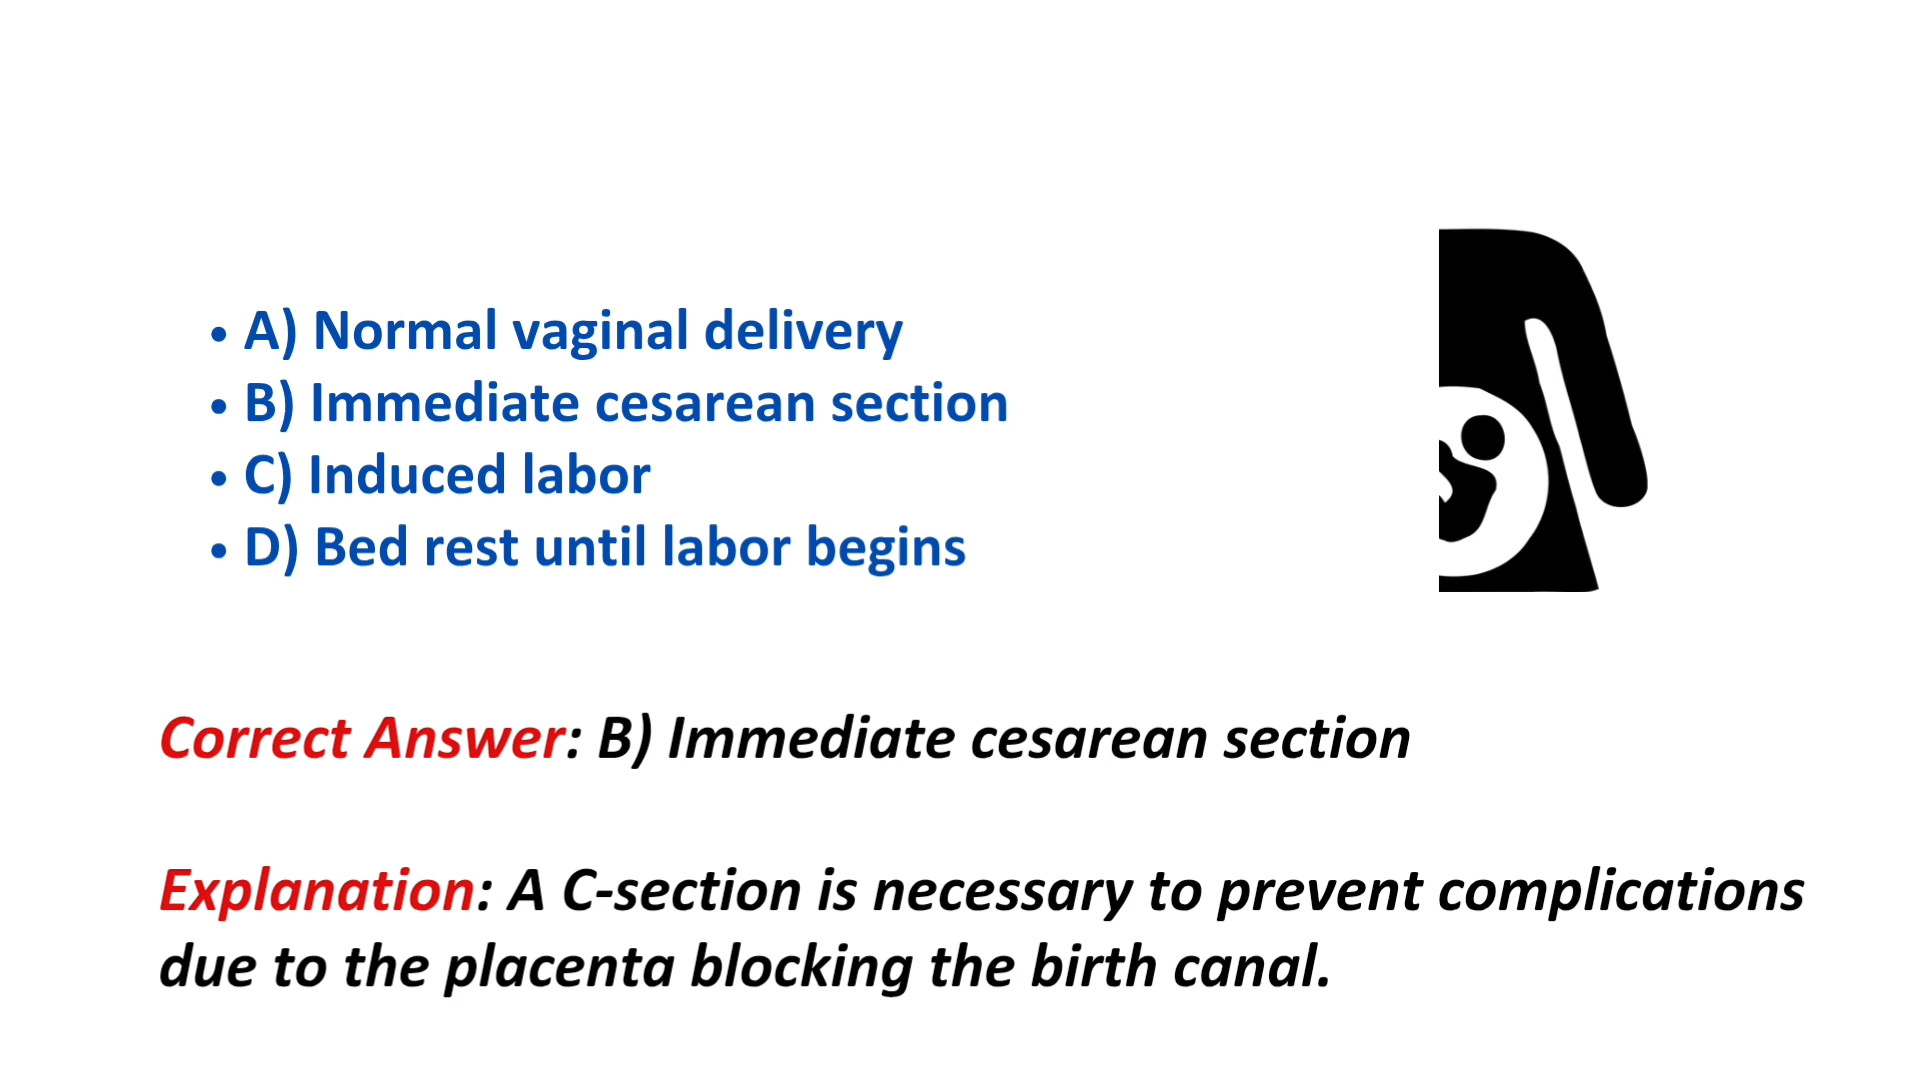 • A) Normal vaginal delivery
• B) Immediate cesarean section
• C) Induced labor
• D) Bed rest until labor begins
Correct Answer: B) Immediate cesarean section
Explanation: A C-section is necessary to prevent complications
due to the placenta blocking the birth canal.